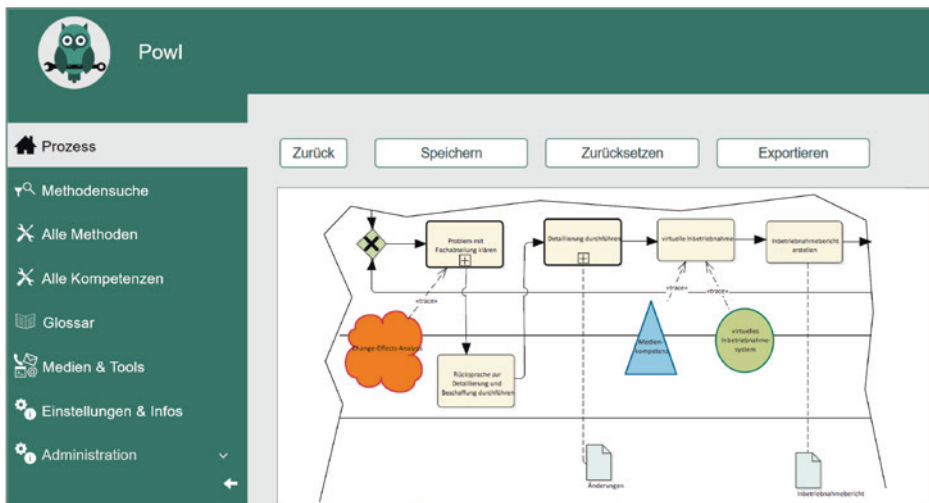 Powl
Prozess
Methodensuche
Alle Methoden
Alle Kompetenzen
Glossar
Medien & Tools
Einstellungen & Infos
Administration
Zurück
Speichern
Zurücksetzen
Exportieren
Problem mit
Fachabteilung klären
Detaillierung durchführen
virtuelle Inbetriebnahme
Inbetriebnahmebericht
erstellen
«trace»
«trace»
«trace»
Change-Effects-Analysis
Medien-
kompetenz
virtuelles
Inbetriebnahme-
system
Rücksprache zur
Detaillierung und
Beschaffung durchführen
Änderungen
Inbetriebnahmebericht